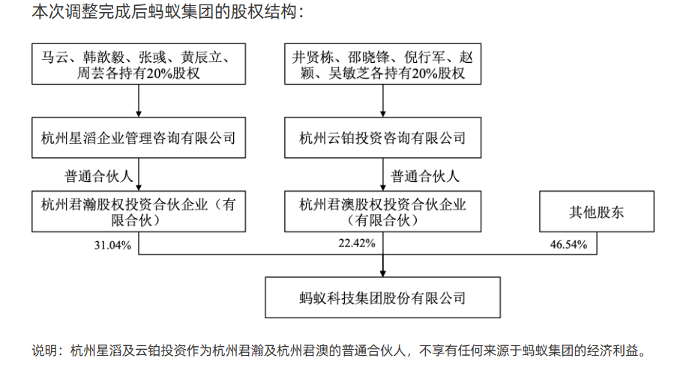 本次调整完成后蚂蚁集团的股权结构：
马云、韩歆毅、张彧、黄辰立、
周芸各持有20%股权
井贤栋、邵晓锋、倪行军、赵
颖、吴敏芝各持有20%股权
杭州星滔企业管理咨询有限公司
杭州云铂投资咨询有限公司
普通合伙人
普通合伙人
杭州君瀚股权投资合伙企业（有
限合伙）
杭州君澳股权投资合伙企业
（有限合伙）
其他股东
31.04%
22.42%
46.54%
蚂蚁科技集团股份有限公司
说明：杭州星滔及云铂投资作为杭州君瀚及杭州君澳的普通合伙人，不享有任何来源于蚂蚁集团的经济利益。